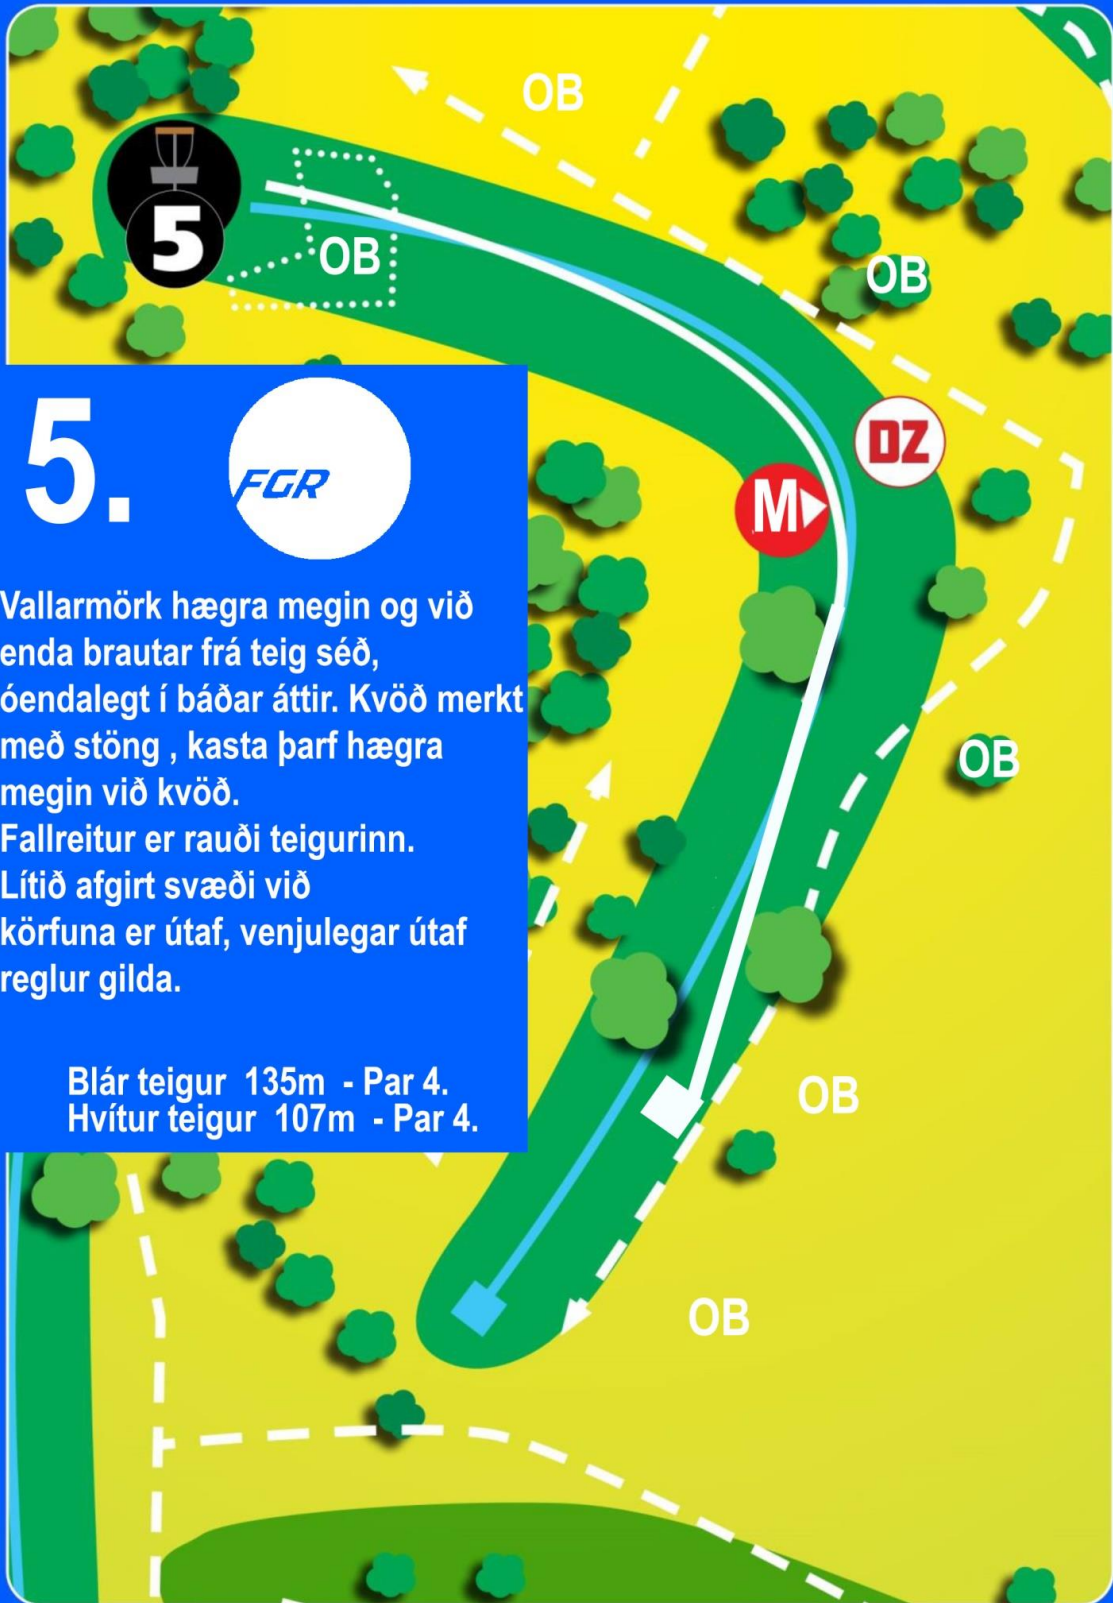 OB
OB
5
OB
5.
FGR
DZ
M
Vallarmörk hægra megin og við
enda brautar frá teig séð,
óendalegt í báðar áttir. Kvöð merkt
með stöng , kasta þarf hægra
megin við kvöð.
Fallreitur er rauði teigurinn.
Lítið afgirt svæði við
körfuna er útaf, venjulegar útaf
reglur gilda.
OB
Blár teigur 135m - Par 4.
Hvítur teigur 107m - Par 4.
OB
OB